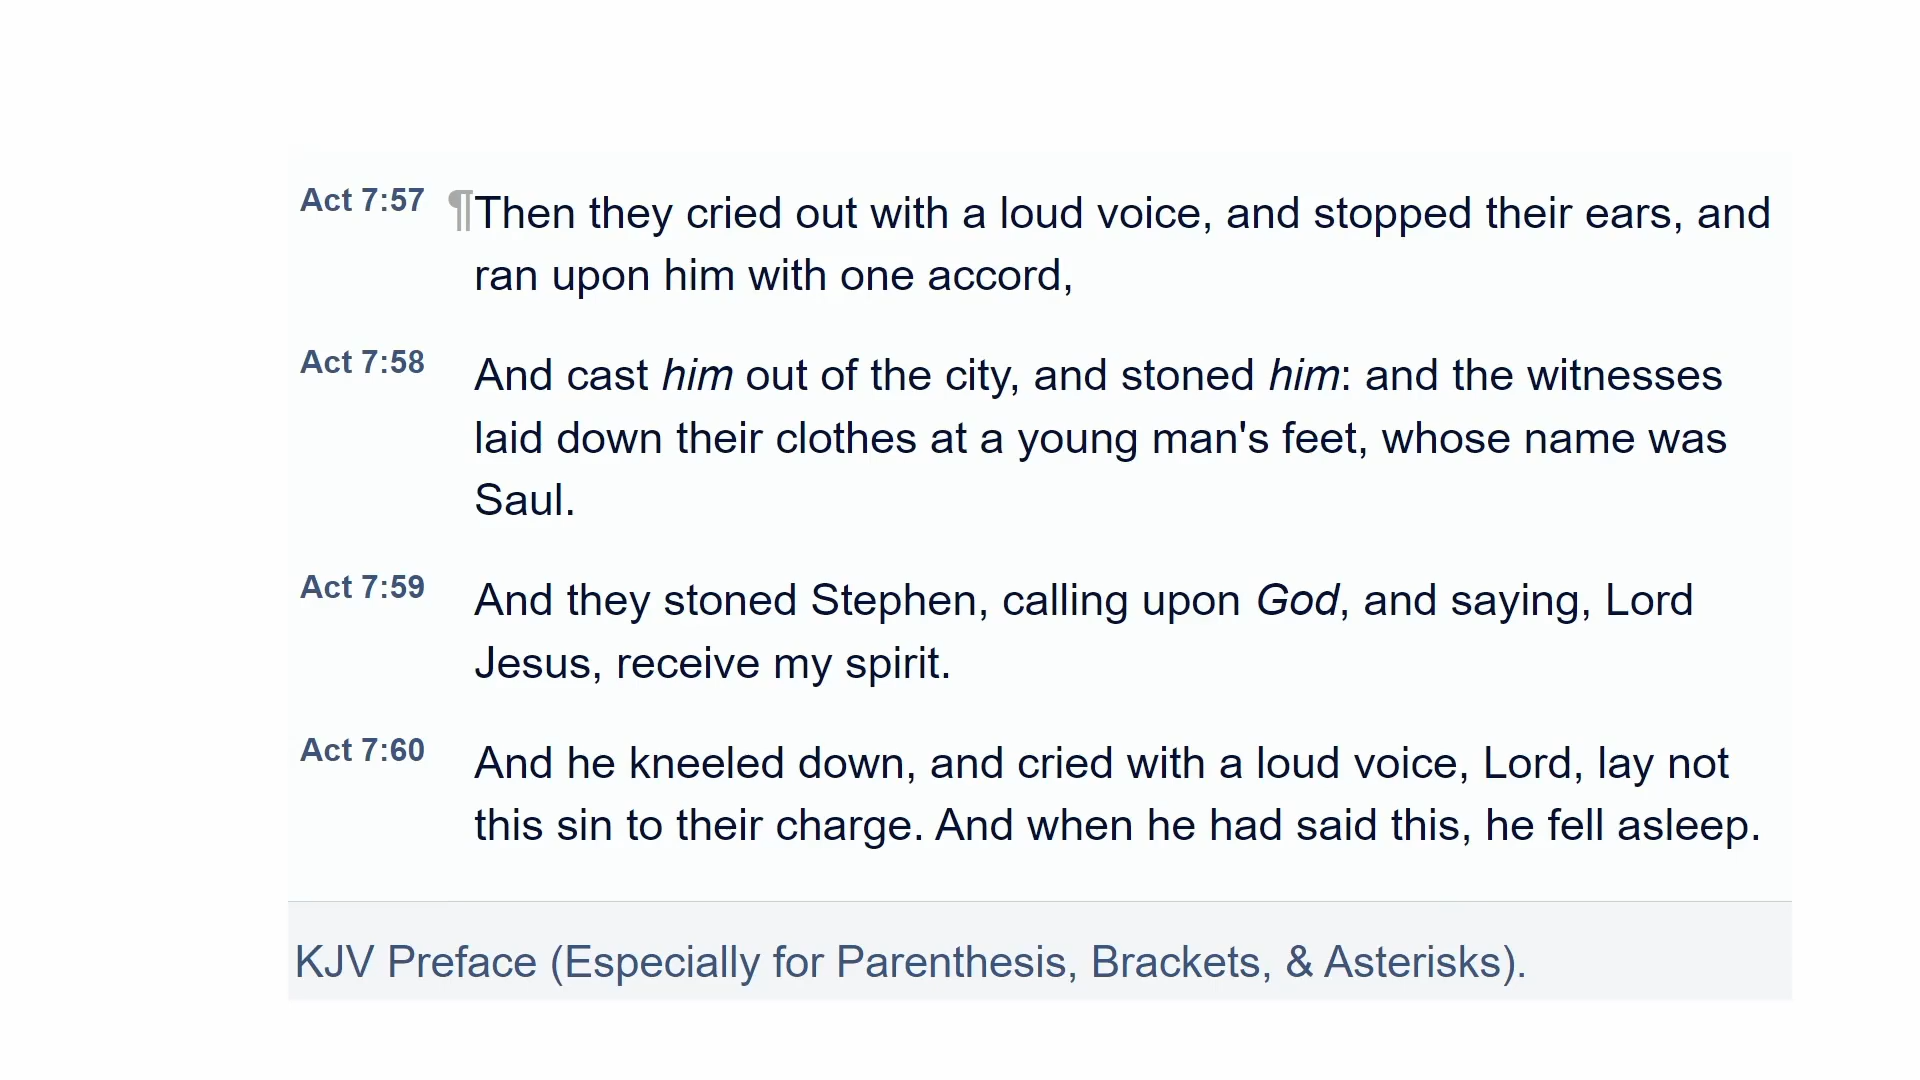 Act 7:57 ¶Then they cried out with a loud voice, and stopped their ears, and
ran upon him with one accord,
Act 7:58 And cast him out of the city, and stoned him: and the witnesses
laid down their clothes at a young man's feet, whose name was
Saul.
Act 7:59 And they stoned Stephen, calling upon God, and saying, Lord
Jesus, receive my spirit.
Act 7:60 And he kneeled down, and cried with a loud voice, Lord, lay not
this sin to their charge. And when he had said this, he fell asleep.
KJV Preface (Especially for Parenthesis, Brackets, & Asterisks).